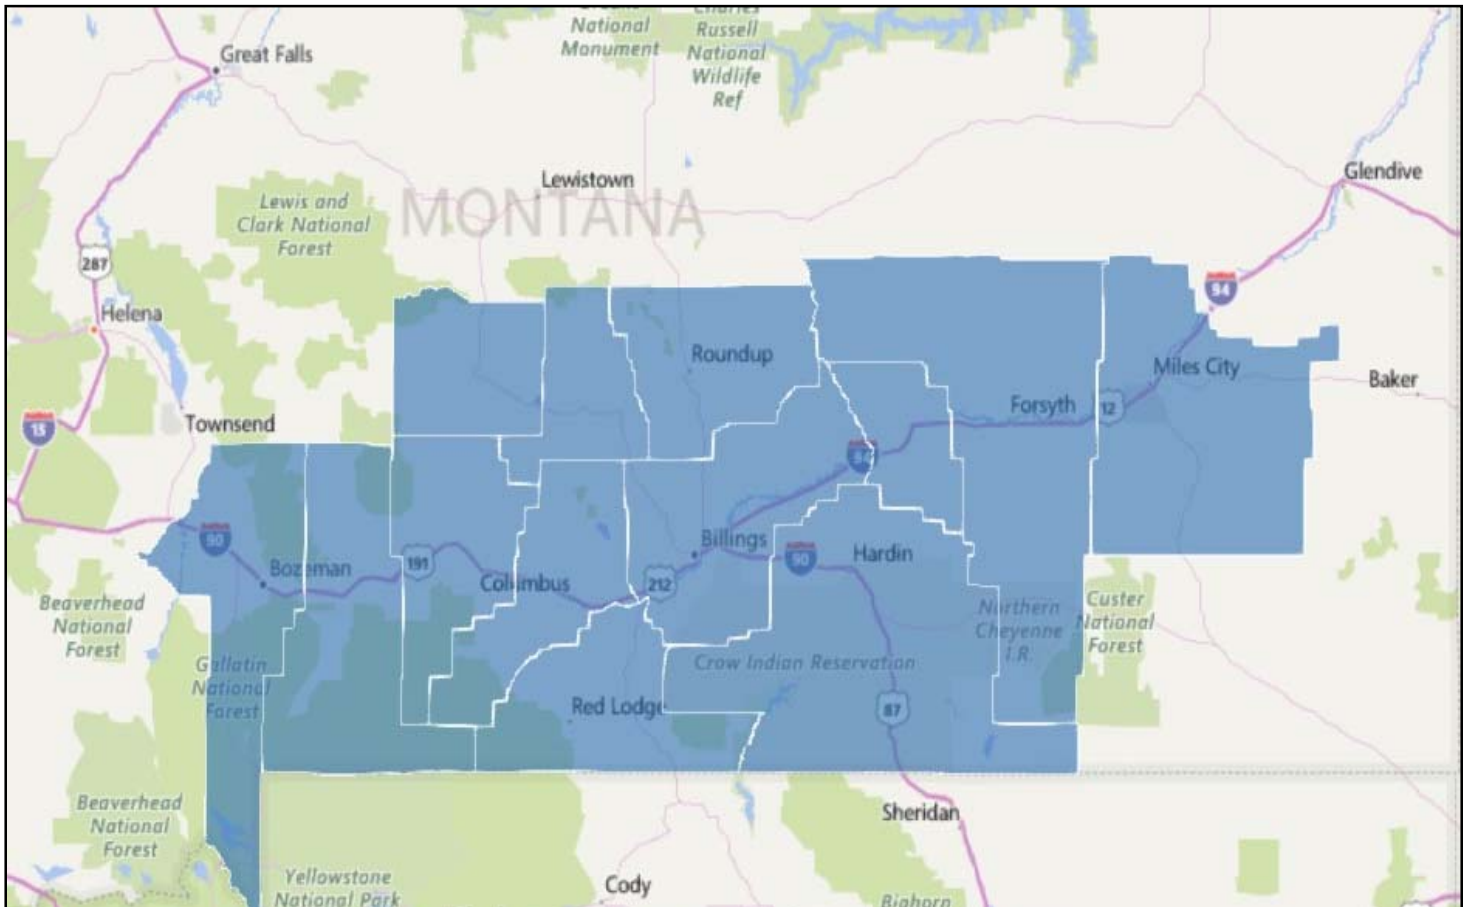 Charles
National
Monument
Russell
National
Wildlife
Ref
Great Falls
Lewistown
MONTANA
Glendive
Lewis and
Clark National
Forest
287
94
Helena
Roundup
Miles City
Baker
Townsend
15
Forsyth
12
94
90
Billings
90
Hardin
Bozeman
191
Columbus
212
Beaverhead
National
Forest
Northern
Cheyenne
I.R.
Custer
National
Forest
Gallatin
National
Forest
Crow Indian Reservation
Red Lodge
87
Beaverhead
National
Forest
Sheridan
Yellowstone
National Park
Cody
Bighorn